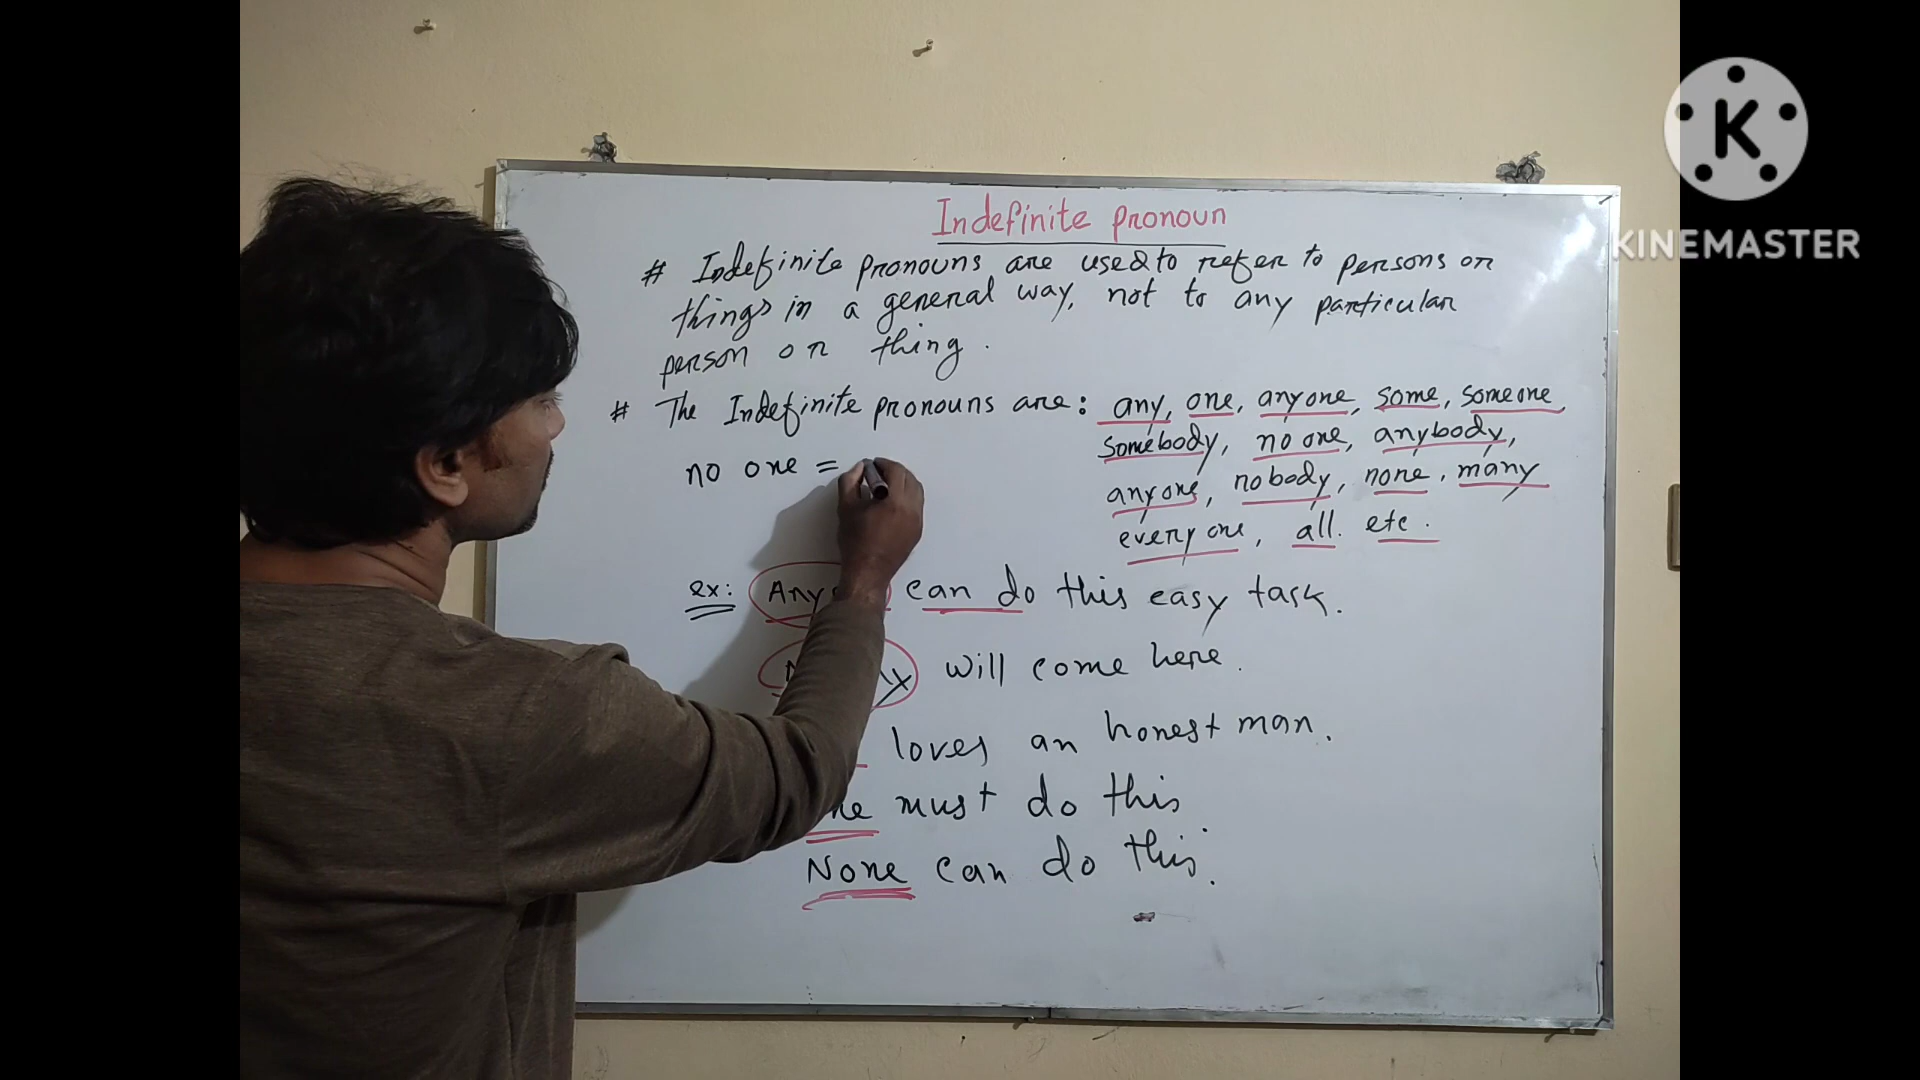 Indefinite pronoun
# Indefinite pronouns are used to refer to persons or
things in a general way, not to any particular
person or thing.
# The Indefinite pronouns are: any, one, anyone, some, someone,
somebody, no one, anybody,
no one =
anyone, nobody, none, many
everyone, all. etc.
ex: can do this easy task.
will come here.
loves an honest man.
must do this.
None can do this.
K
KINEMASTER